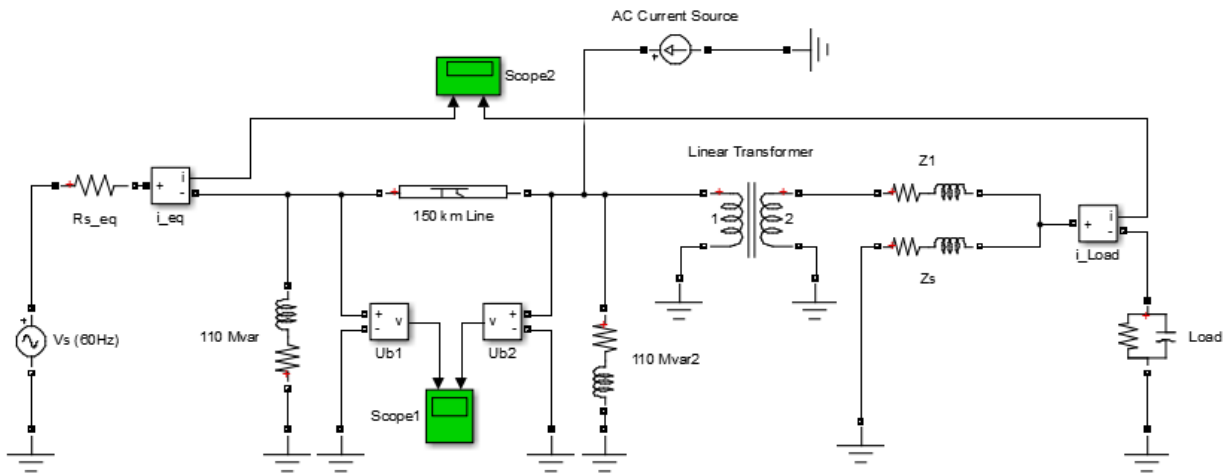 AC Current Source
Scope2
Linear Transformer
Z1
+
i
-
Rs_eq
i_eq
150 km Line
1
2
+
i
-
i_Load
Zs
+
Vs (60Hz)
110 Mvar
+
-
v
Ub1
v
+
-
Ub2
110 Mvar2
Load
Scope1